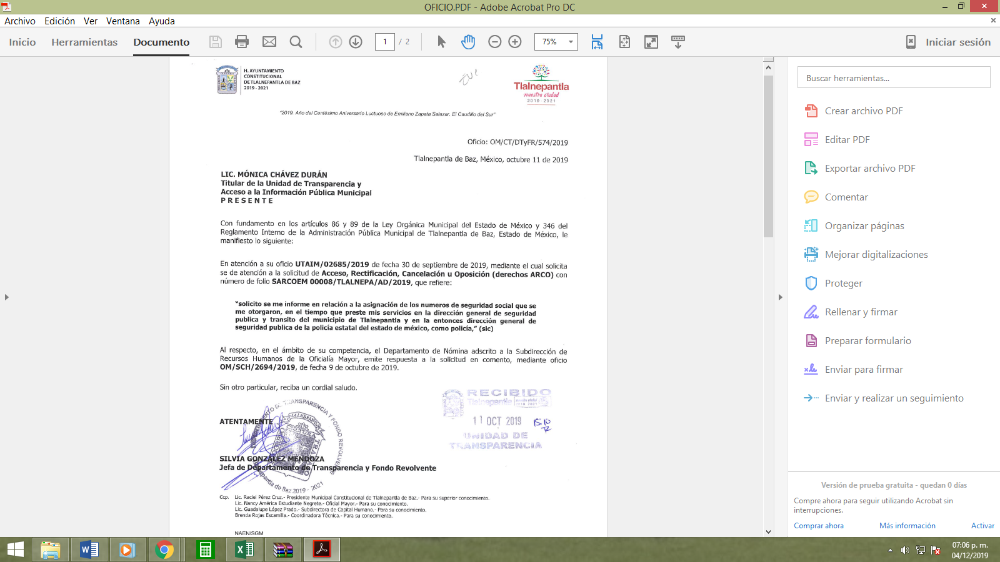 OFICIO.PDF - Adobe Acrobat Pro DC
Archivo Edición Ver Ventana Ayuda
Inicio Herramientas Documento 1 / 2 75% Iniciar sesión
H. AYUNTAMIENTO
CONSTITUCIONAL
DE TLALNEPANTLA DE BAZ
2019 - 2021
Tlalnepantla
nuestra ciudad
2019 - 2021
"2019. Año del Centésimo Aniversario Luctuoso de Emiliano Zapata Salazar. El Caudillo del Sur"
Oficio: OM/CT/DTyFR/574/2019
Tlalnepantla de Baz, México, octubre 11 de 2019
LIC. MÓNICA CHÁVEZ DURÁN
Titular de la Unidad de Transparencia y
Acceso a la Información Pública Municipal
P R E S E N T E
Con fundamento en los artículos 86 y 89 de la Ley Orgánica Municipal del Estado de México y 346 del
Reglamento Interno de la Administración Pública Municipal de Tlalnepantla de Baz, Estado de México, le
manifiesto lo siguiente:
En atención a su oficio UTAIM/02685/2019 de fecha 30 de septiembre de 2019, mediante el cual solicita
se de atención a la solicitud de Acceso, Rectificación, Cancelación u Oposición (derechos ARCO) con
número de folio SARCOEM 00008/TLALNEPA/AD/2019, que refiere:
"solicito se me informe en relación a la asignación de los numeros de seguridad social que se
me otorgaron, en el tiempo que preste mis servicios en la dirección general de seguridad
publica y transito del municipio de Tlalnepantla y en la entonces dirección general de
seguridad publica de la policía estatal del estado de méxico, como policia," (sic)
Al respecto, en el ámbito de su competencia, el Departamento de Nómina adscrito a la Subdirección de
Recursos Humanos de la Oficialía Mayor, emite respuesta a la solicitud en comento, mediante oficio
OM/SCH/2694/2019, de fecha 9 de octubre de 2019.
Sin otro particular, reciba un cordial saludo.
RECIBIDO
Tlalnepantla
11 OCT 2019
UNIDAD DE
TRANSPARENCIA
ATENTAMENTE
DEPARTAMENTO DE TRANSPARENCIA Y FONDO REVOLVENTE
Tlalnepantla de Baz 2019 - 2021
SILVIA GONZÁLEZ MENDOZA
Jefa de Departamento de Transparencia y Fondo Revolvente
Ccp. Lic. Raciel Pérez Cruz.- Presidente Municipal Constitucional de Tlalnepantla de Baz.- Para su superior conocimiento.
Lic. Nancy América Estudiante Negrete.- Oficial Mayor.- Para su conocimiento.
Lic. Guadalupe López Prado.- Subdirectora de Capital Humano.- Para su conocimiento.
Brenda Rojas Escamilla.- Coordinadora Técnica.- Para su conocimiento.
NAEN/SGM
Buscar herramientas...
Crear archivo PDF
Editar PDF
Exportar archivo PDF
Comentar
Organizar páginas
Mejorar digitalizaciones
Proteger
Rellenar y firmar
Preparar formulario
Enviar para firmar
Enviar y realizar un seguimiento
Versión de prueba gratuita - quedan 0 días
Compre ahora para seguir utilizando Acrobat sin
interrupciones.
Comprar ahora Más información Activar
07:06 p. m.
04/12/2019